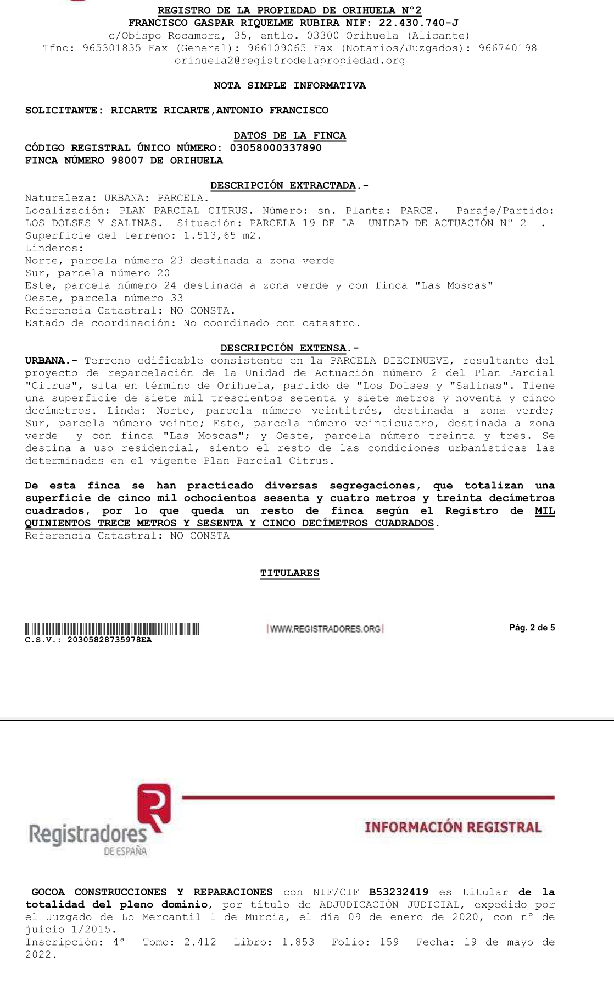 REGISTRO DE LA PROPIEDAD DE ORIHUELA Nº2
FRANCISCO GASPAR RIQUELME RUBIRA NIF: 22.430.740-J
c/Obispo Rocamora, 35, entlo. 03300 Orihuela (Alicante)
Tfno: 965301835 Fax (General): 966109065 Fax (Notarios/Juzgados): 966740198
orihuela2@registrodelapropiedad.org
NOTA SIMPLE INFORMATIVA
SOLICITANTE: RICARTE RICARTE,ANTONIO FRANCISCO
DATOS DE LA FINCA
CÓDIGO REGISTRAL ÚNICO NÚMERO: 03058000337890
FINCA NÚMERO 98007 DE ORIHUELA
DESCRIPCIÓN EXTRACTADA.-
Naturaleza: URBANA: PARCELA.
Localización: PLAN PARCIAL CITRUS. Número: sn. Planta: PARCE. Paraje/Partido:
LOS DOLSES Y SALINAS. Situación: PARCELA 19 DE LA UNIDAD DE ACTUACIÓN Nº 2 .
Superficie del terreno: 1.513,65 m2.
Linderos:
Norte, parcela número 23 destinada a zona verde
Sur, parcela número 20
Este, parcela número 24 destinada a zona verde y con finca "Las Moscas"
Oeste, parcela número 33
Referencia Catastral: NO CONSTA.
Estado de coordinación: No coordinado con catastro.
DESCRIPCIÓN EXTENSA.-
URBANA.- Terreno edificable consistente en la PARCELA DIECINUEVE, resultante del
proyecto de reparcelación de la Unidad de Actuación número 2 del Plan Parcial
"Citrus", sita en término de Orihuela, partido de "Los Dolses y "Salinas". Tiene
una superficie de siete mil trescientos setenta y siete metros y noventa y cinco
decímetros. Linda: Norte, parcela número veintitrés, destinada a zona verde;
Sur, parcela número veinte; Este, parcela número veinticuatro, destinada a zona
verde y con finca "Las Moscas"; y Oeste, parcela número treinta y tres. Se
destina a uso residencial, siento el resto de las condiciones urbanísticas las
determinadas en el vigente Plan Parcial Citrus.
De esta finca se han practicado diversas segregaciones, que totalizan una
superficie de cinco mil ochocientos sesenta y cuatro metros y treinta decímetros
cuadrados, por lo que queda un resto de finca según el Registro de MIL
QUINIENTOS TRECE METROS Y SESENTA Y CINCO DECÍMETROS CUADRADOS.
Referencia Catastral: NO CONSTA
TITULARES
C.S.V.: 20305828735978EA
|WWW.REGISTRADORES.ORG|
Pág. 2 de 5
Registradores
DE ESPAÑA
INFORMACIÓN REGISTRAL
GOCOA CONSTRUCCIONES Y REPARACIONES con NIF/CIF B53232419 es titular de la
totalidad del pleno dominio, por título de ADJUDICACIÓN JUDICIAL, expedido por
el Juzgado de Lo Mercantil 1 de Murcia, el día 09 de enero de 2020, con nº de
juicio 1/2015.
Inscripción: 4ª Tomo: 2.412 Libro: 1.853 Folio: 159 Fecha: 19 de mayo de
2022.